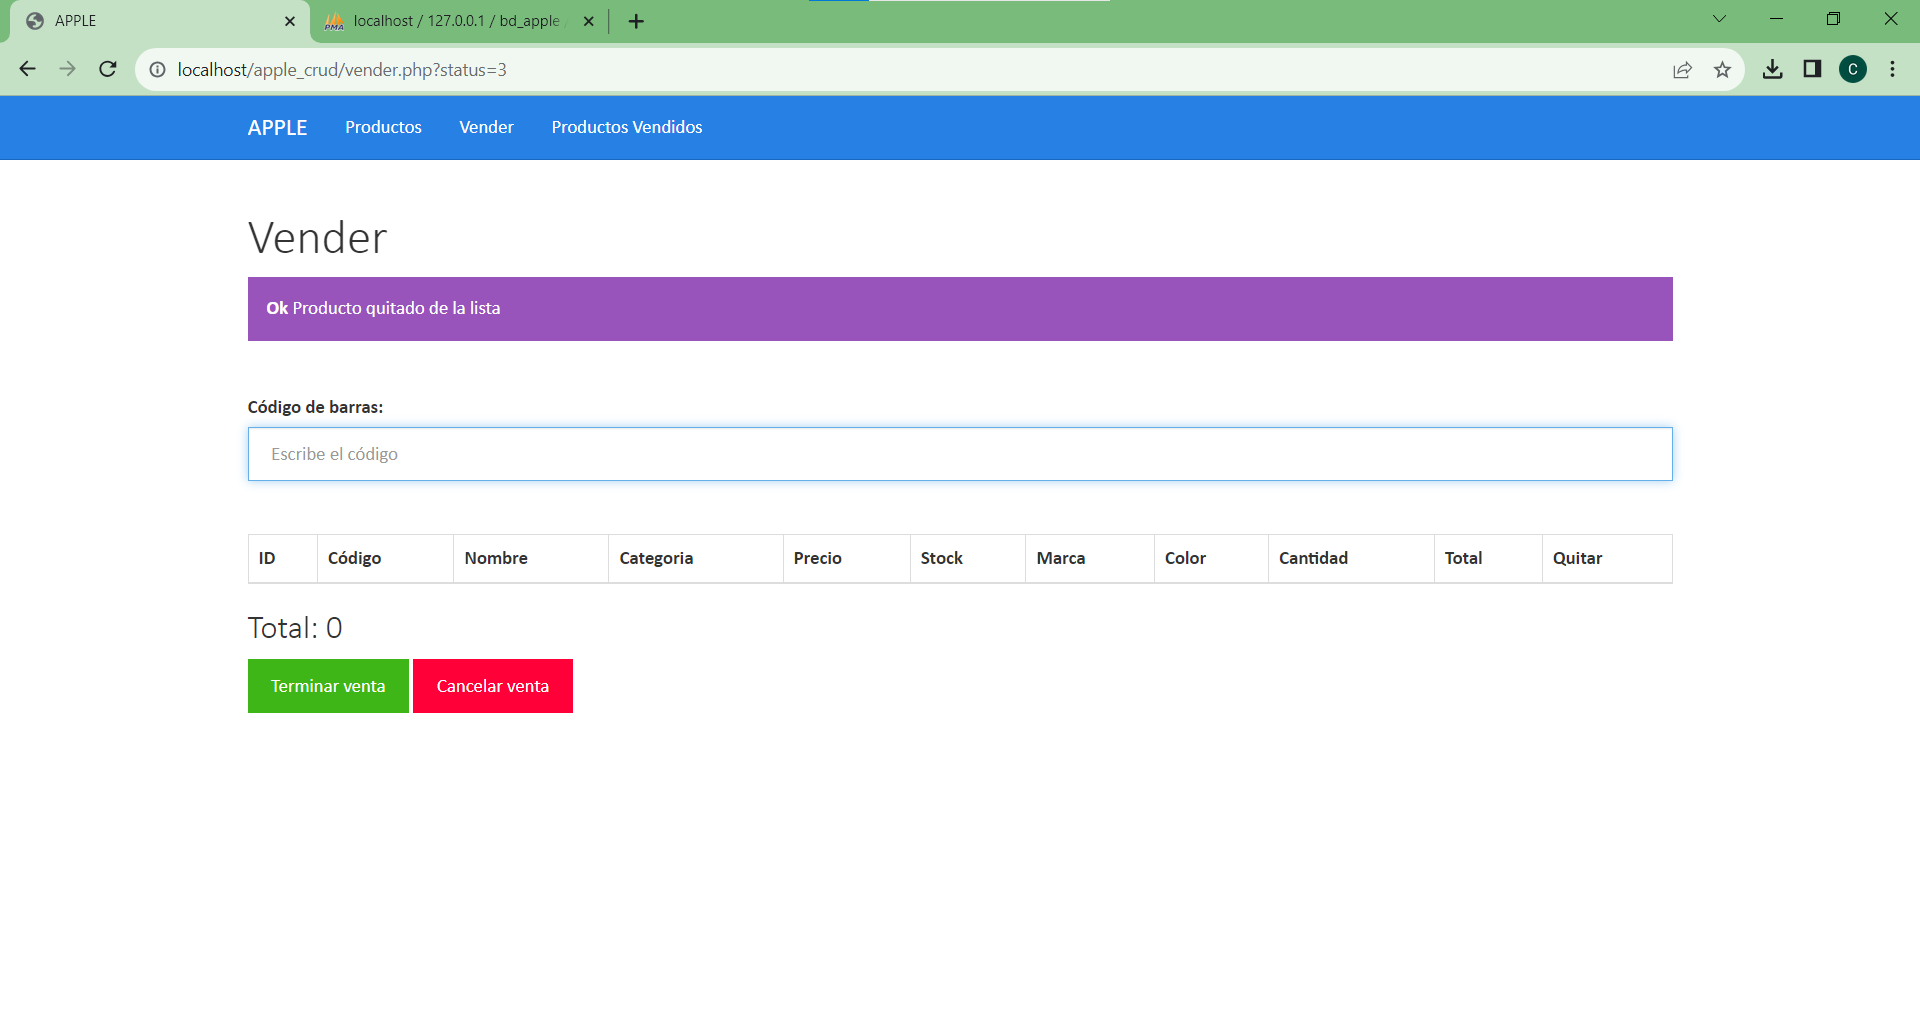 APPLE
localhost / 127.0.0.1 / bd_apple
localhost/apple_crud/vender.php?status=3
C
APPLE Productos Vender Productos Vendidos
Vender
Ok Producto quitado de la lista
Código de barras:
Escribe el código
ID Código Nombre Categoria Precio Stock Marca Color Cantidad Total Quitar
Total: 0
Terminar venta Cancelar venta